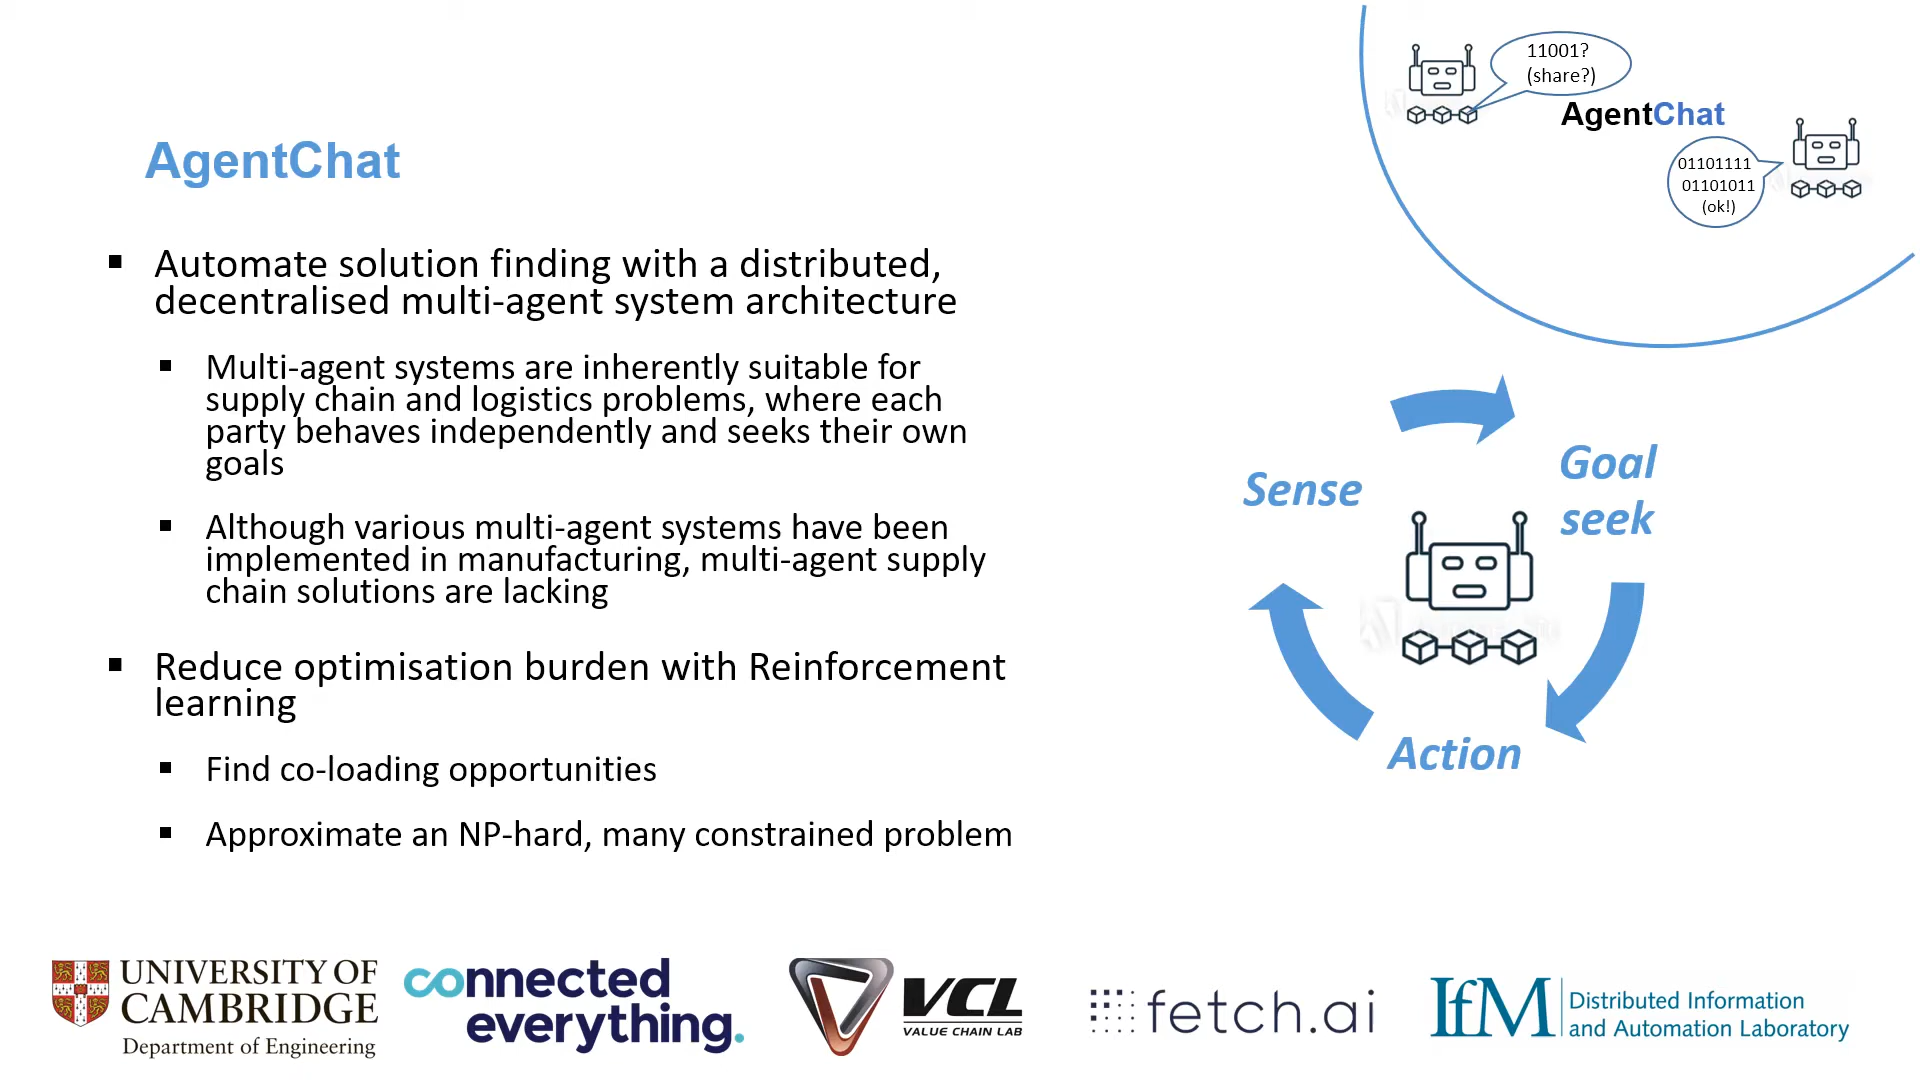 11001?
(share?)
AgentChat
01101111
01101011
(ok!)
AgentChat
▪ Automate solution finding with a distributed,
decentralised multi-agent system architecture
▪ Multi-agent systems are inherently suitable for
supply chain and logistics problems, where each
party behaves independently and seeks their own
goals
▪ Although various multi-agent systems have been
implemented in manufacturing, multi-agent supply
chain solutions are lacking
▪ Reduce optimisation burden with Reinforcement
learning
▪ Find co-loading opportunities
▪ Approximate an NP-hard, many constrained problem
Sense
Goal
seek
Action
UNIVERSITY OF
CAMBRIDGE
Department of Engineering
connected
everything.
VCL
VALUE CHAIN LAB
fetch.ai
IfM
Distributed Information
and Automation Laboratory